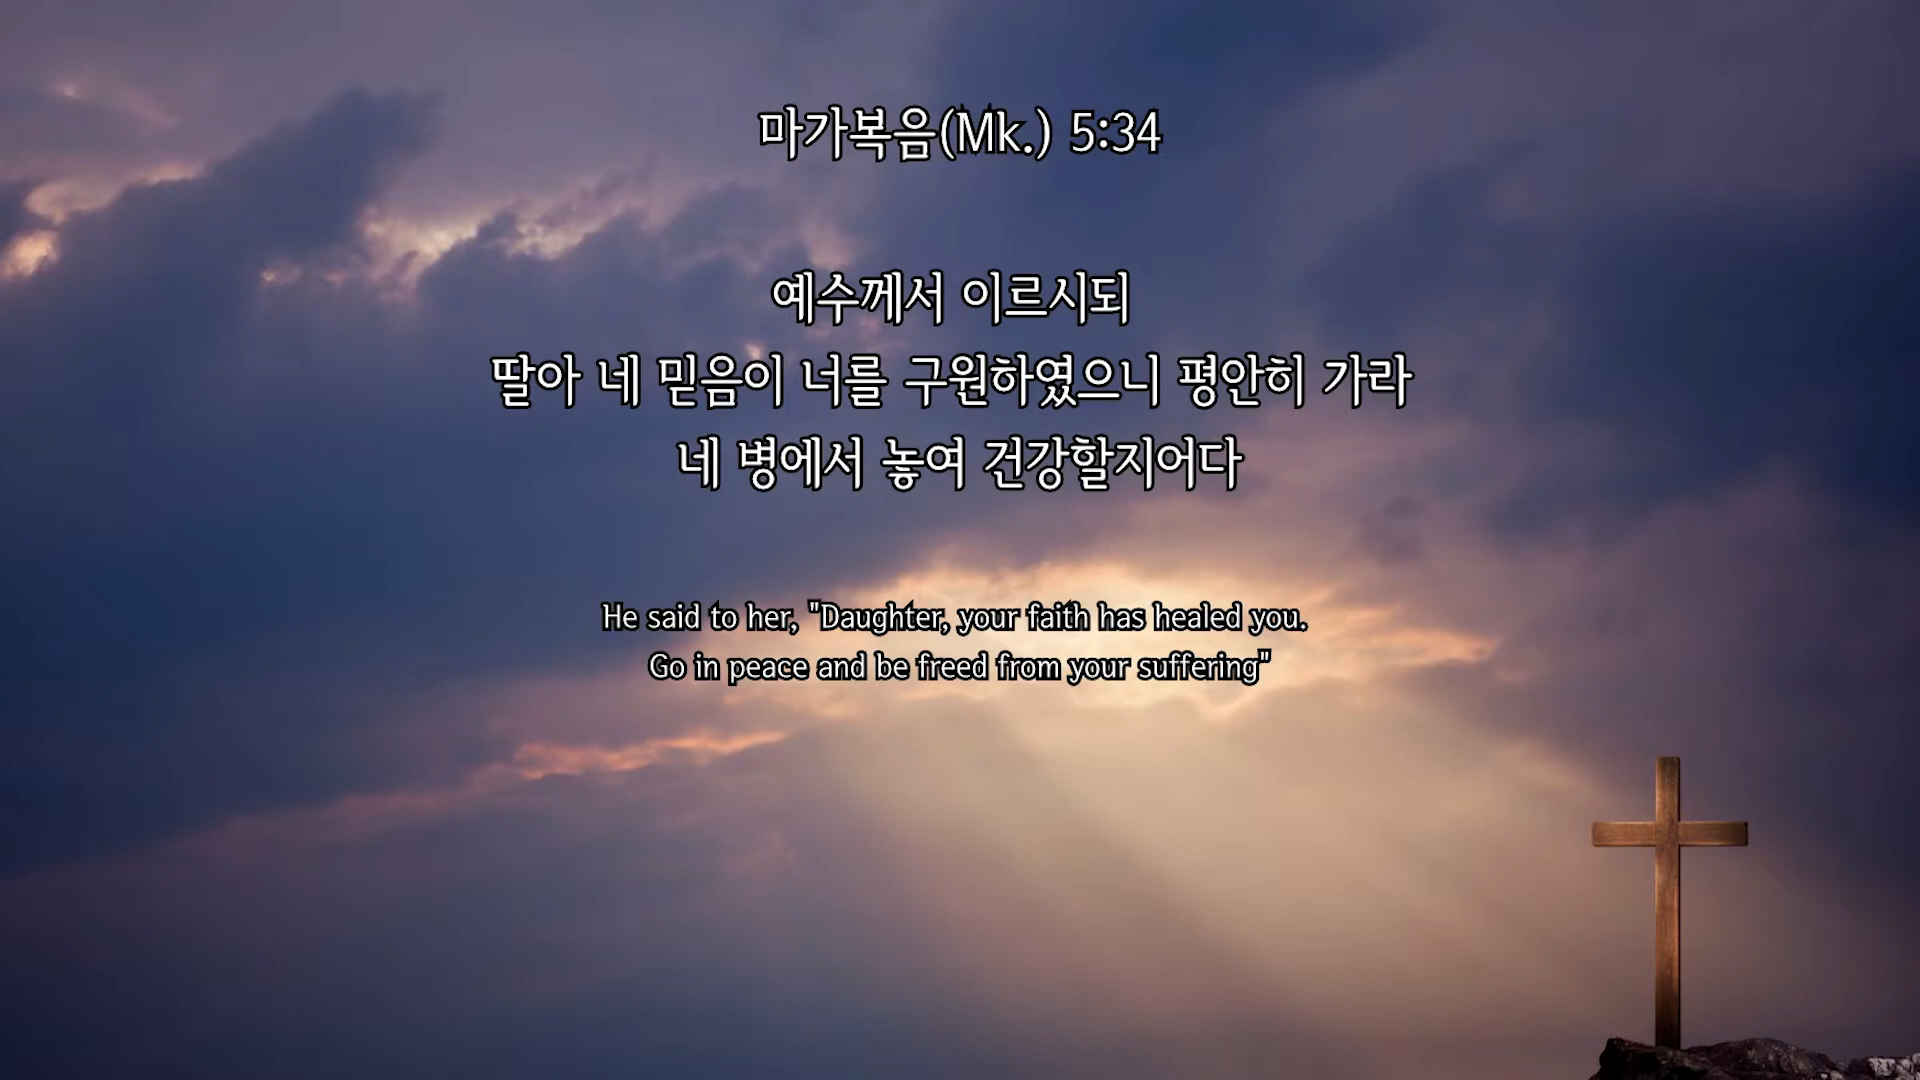 마가복음(Mk.) 5:34
예수께서 이르시되
딸아 네 믿음이 너를 구원하였으니 평안히 가라
네 병에서 놓여 건강할지어다
He said to her, "Daughter, your faith has healed you.
Go in peace and be freed from your suffering"